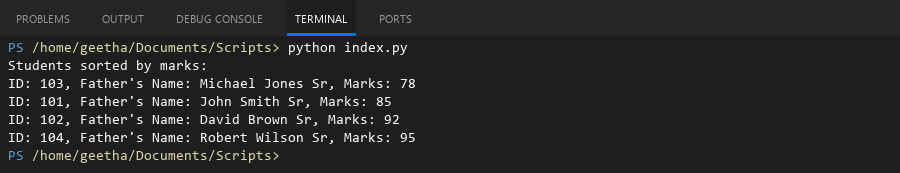 PROBLEMS OUTPUT DEBUG CONSOLE TERMINAL PORTS
PS /home/geetha/Documents/Scripts> python index.py
Students sorted by marks:
ID: 103, Father's Name: Michael Jones Sr, Marks: 78
ID: 101, Father's Name: John Smith Sr, Marks: 85
ID: 102, Father's Name: David Brown Sr, Marks: 92
ID: 104, Father's Name: Robert Wilson Sr, Marks: 95
PS /home/geetha/Documents/Scripts>